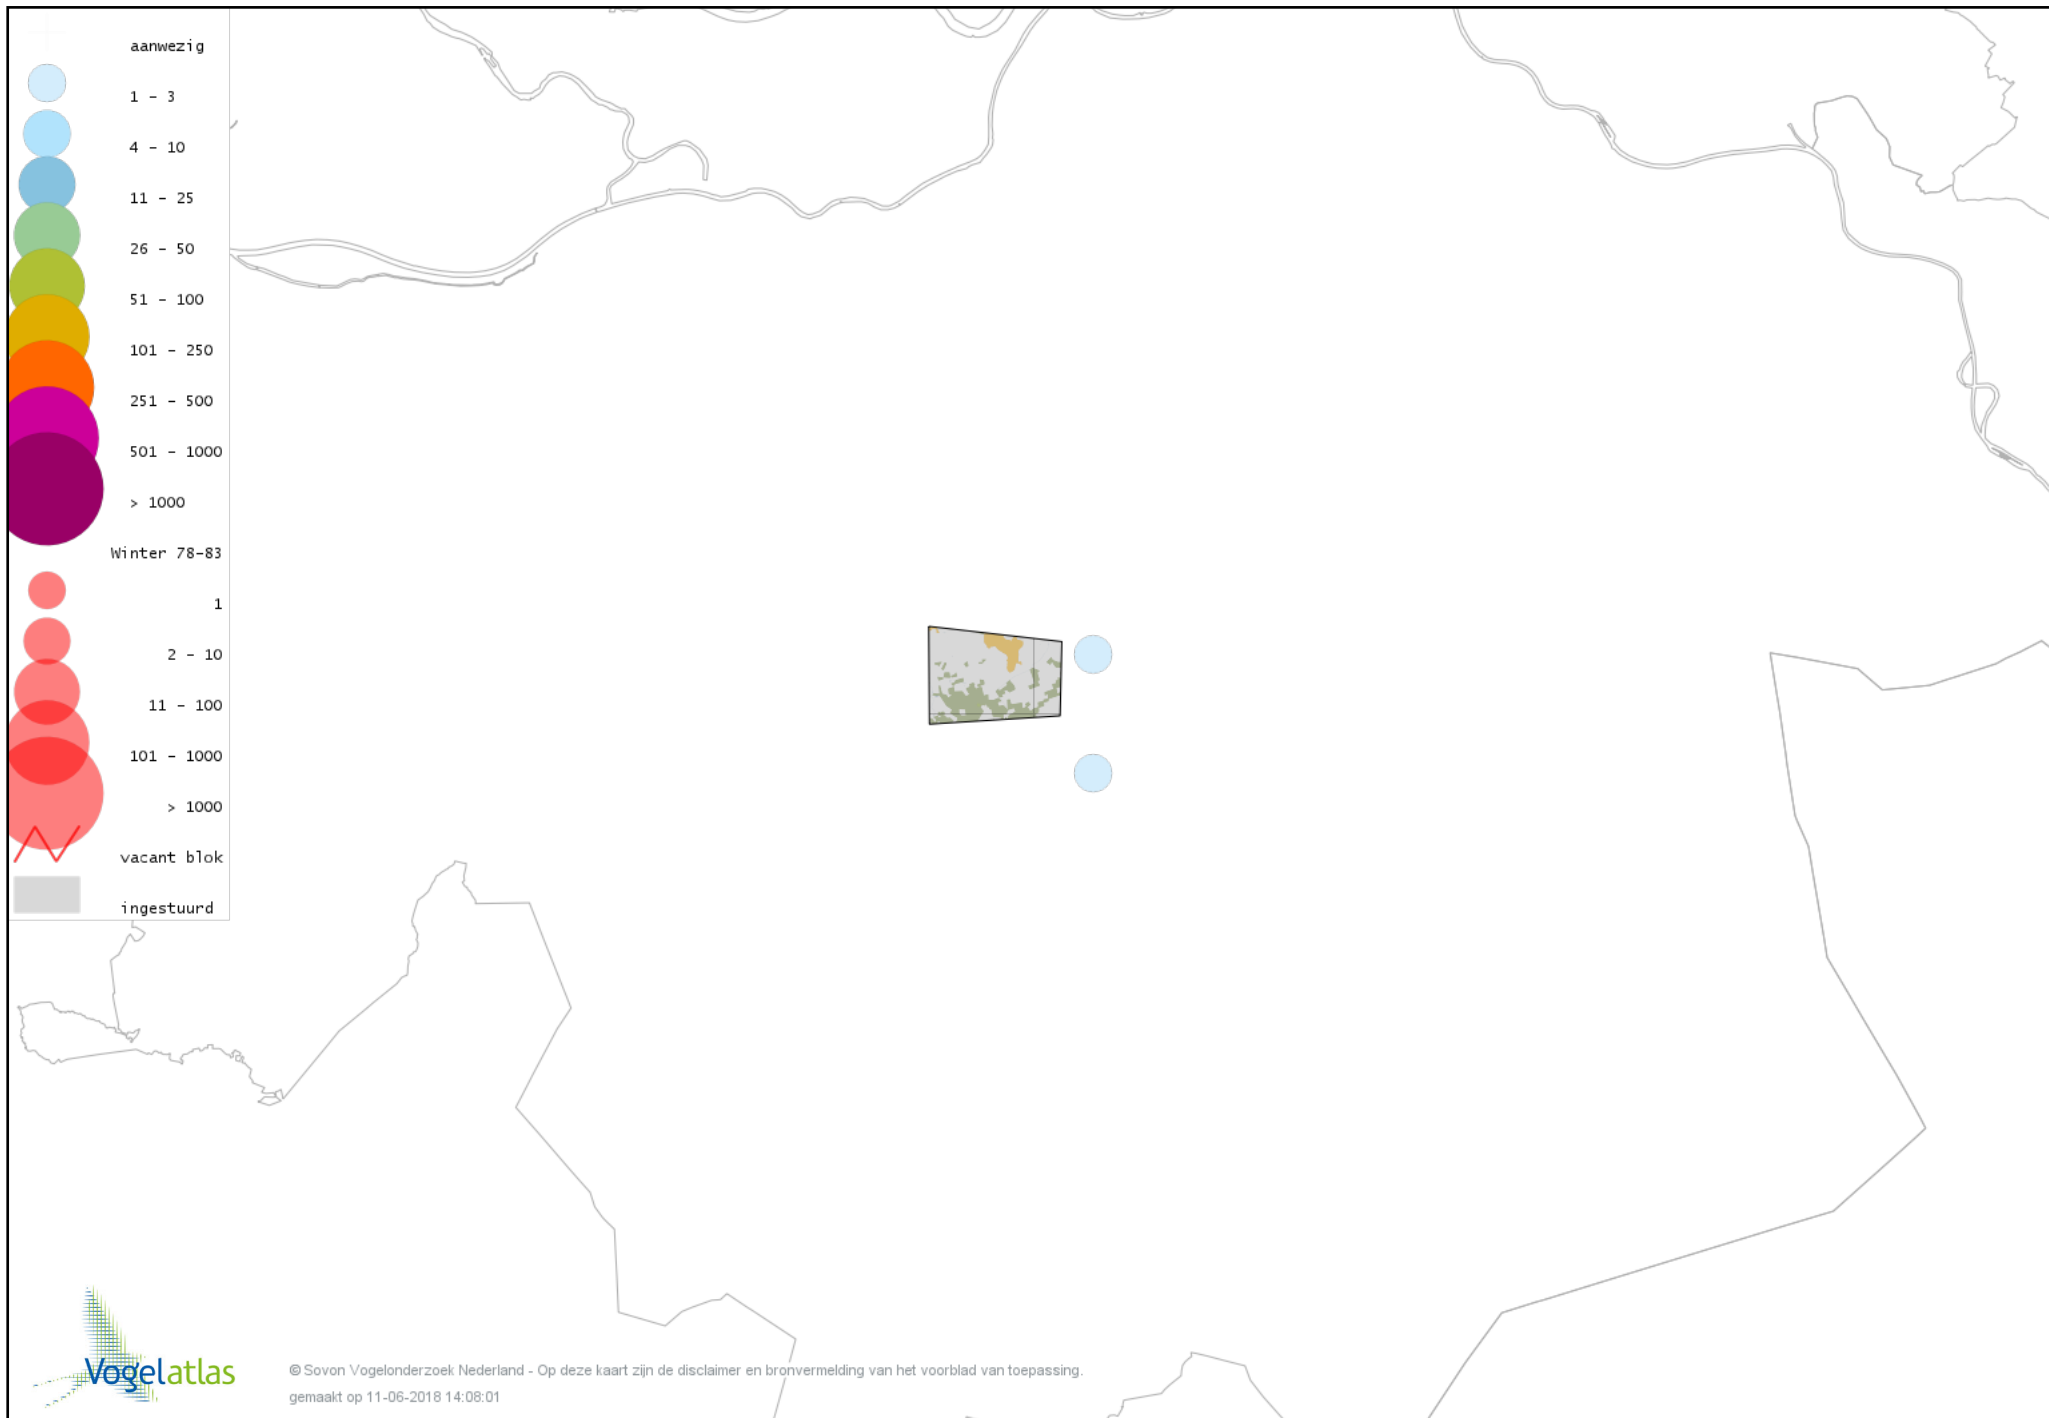 aanwezig
1 - 3
4 - 10
11 - 25
26 - 50
51 - 100
101 - 250
251 - 500
501 - 1000
> 1000
Winter 78-83
1
2 - 10
11 - 100
101 - 1000
> 1000
vacant blok
ingestuurd
Vogelatlas
© Sovon Vogelonderzoek Nederland - Op deze kaart zijn de disclaimer en bronvermelding van het voorblad van toepassing.
gemaakt op 11-06-2018 14:08:01